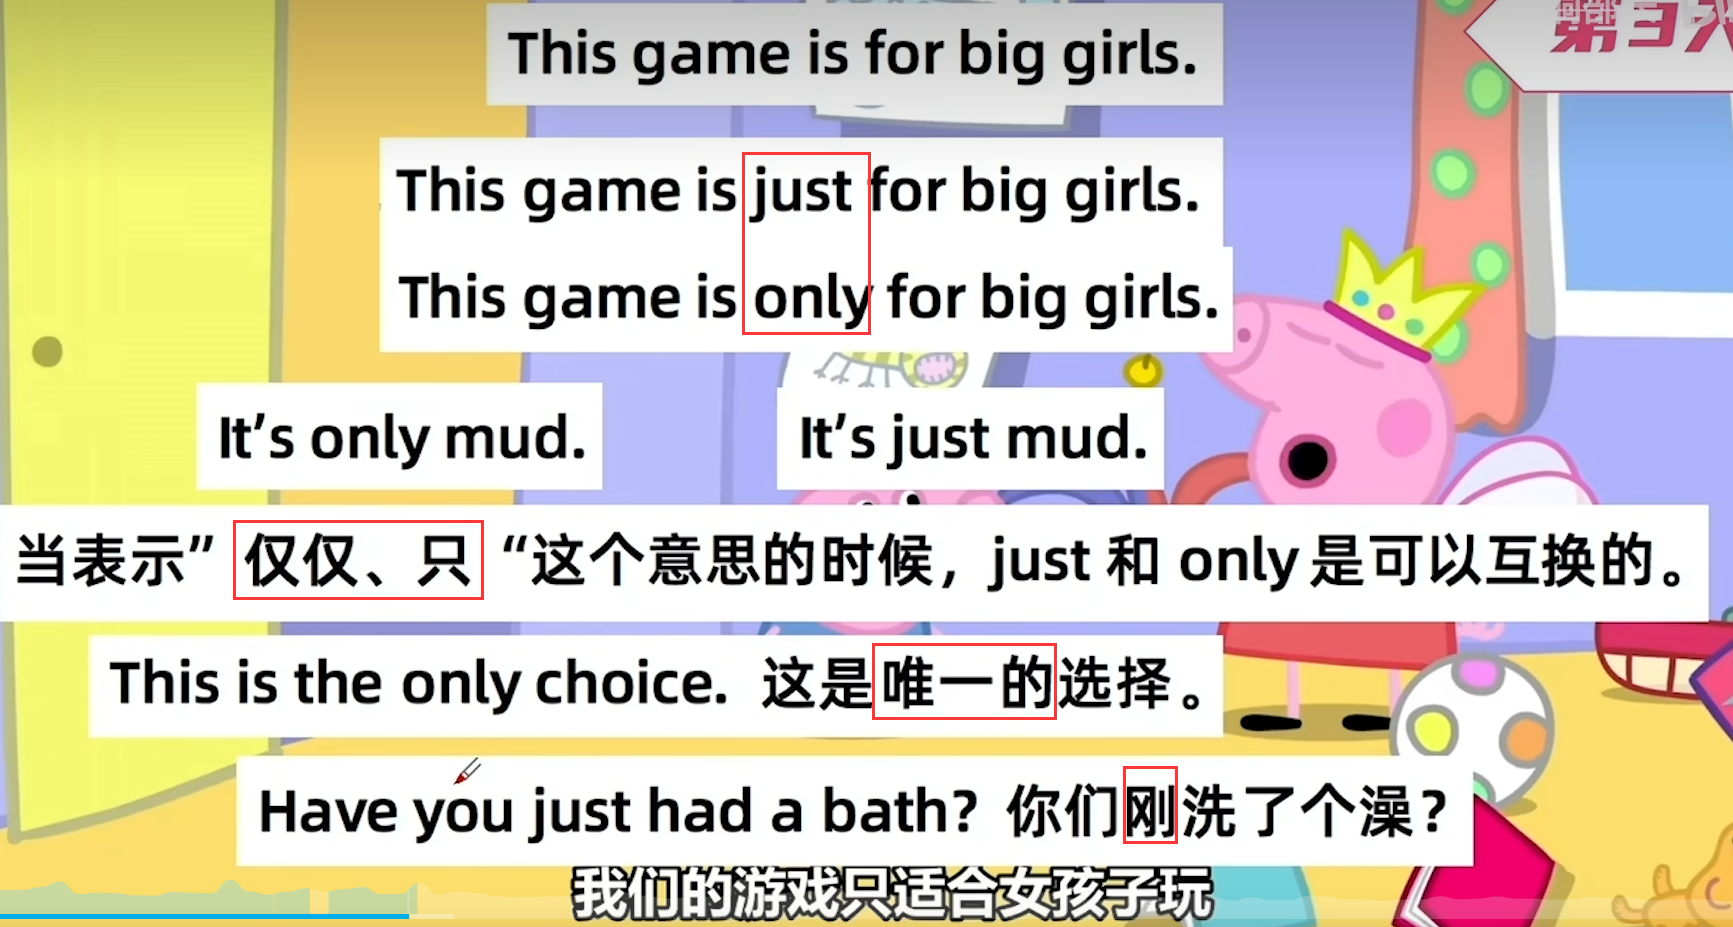 第3
This game is for big girls.
This game is just for big girls.
This game is only for big girls.
It’s only mud.
It’s just mud.
当表示”仅仅、只“这个意思的时候，just 和 only 是可以互换的。
This is the only choice. 这是唯一的选择。
Have you just had a bath? 你们刚洗了个澡？
我们的游戏只适合女孩子玩